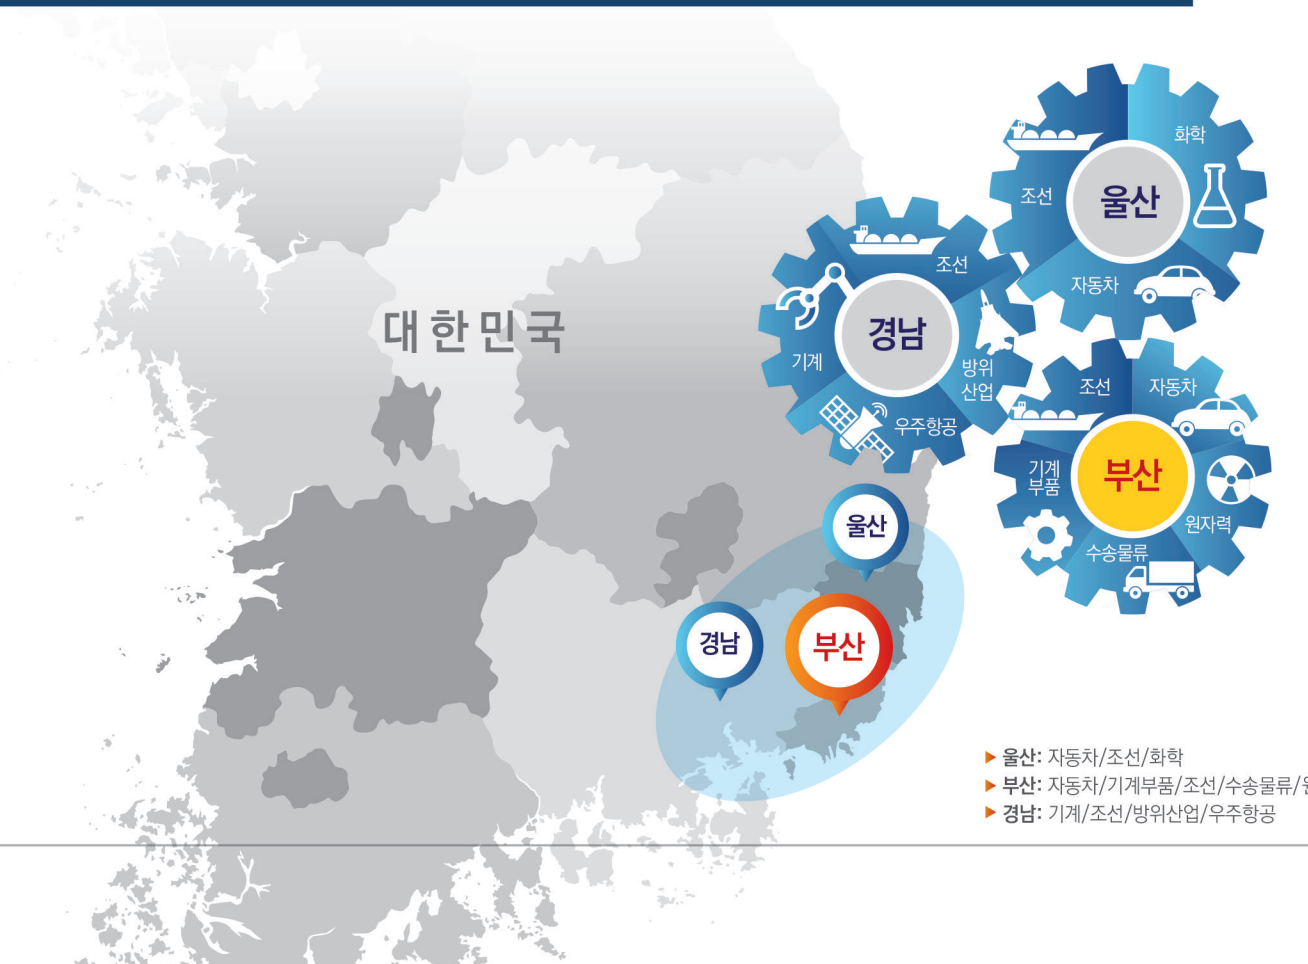 대한민국
화학
조선
울산
자동차
조선
경남
기계
방위
산업
우주항공
조선
자동차
기계
부품
부산
원자력
수송물류
울산
경남
부산
▶ 울산: 자동차/조선/화학
▶ 부산: 자동차/기계부품/조선/수송물류/
▶ 경남: 기계/조선/방위산업/우주항공